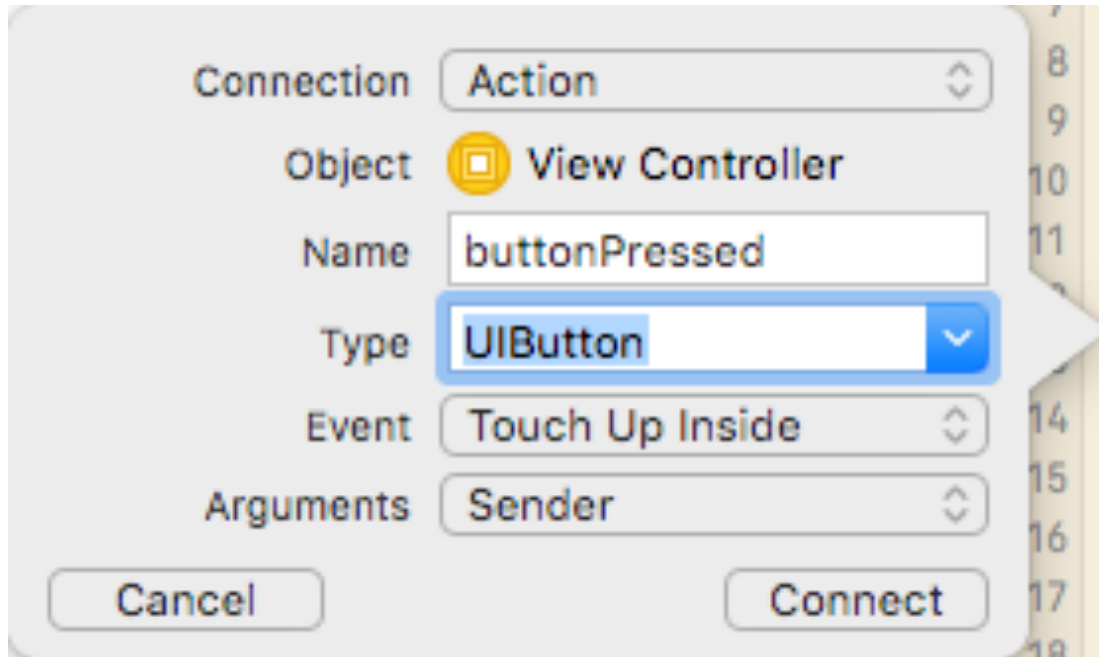 Connection Action
Object View Controller
Name buttonPressed
Type UIButton
Event Touch Up Inside
Arguments Sender
Cancel Connect
8
9
10
11
14
15
16
17
18